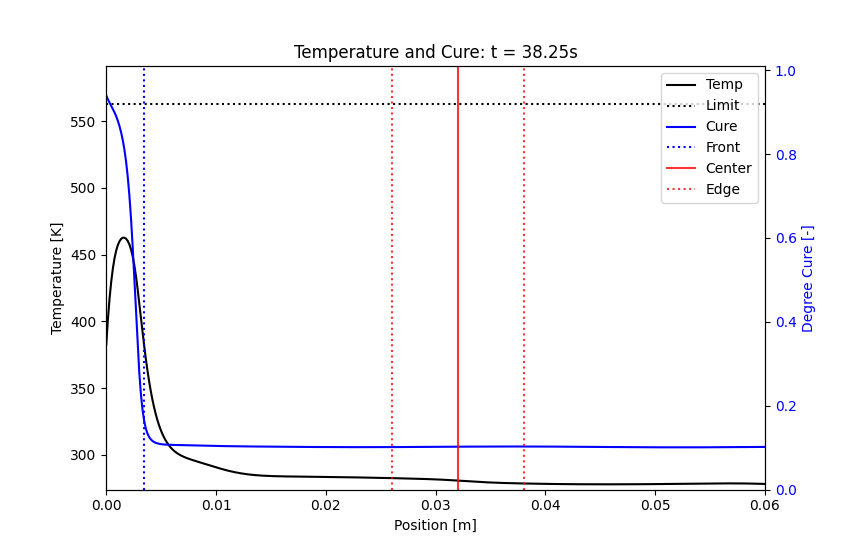 Temperature and Cure: t = 38.25s
Temp
Limit
Cure
Front
Center
Edge
Temperature [K]
550
500
450
400
350
300
1.0
0.8
0.6
0.4
0.2
0.0
Degree Cure [-]
0.00
0.01
0.02
0.03
0.04
0.05
0.06
Position [m]